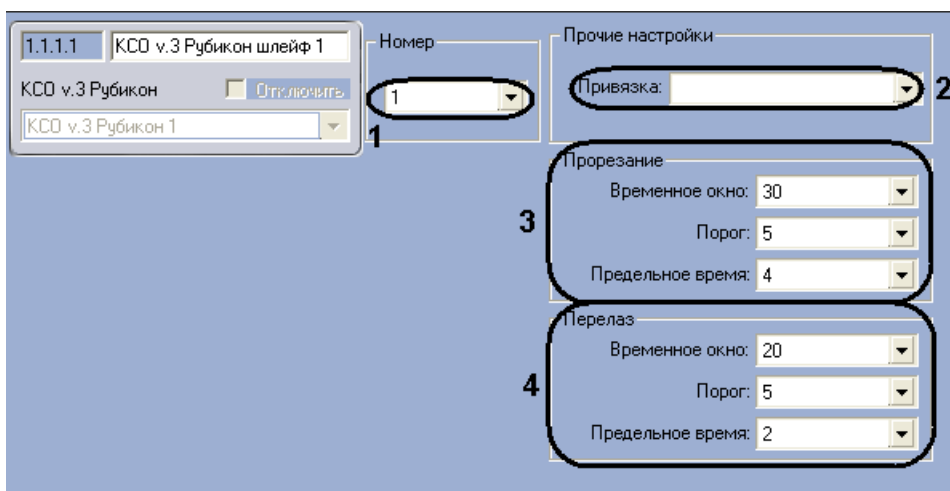 1.1.1.1 КСО v.3 Рубикон шлейф 1
КСО v.3 Рубикон Отключить
КСО v.3 Рубикон 1
Номер
1
1
Прочие настройки
Привязка:
2
Прорезание
Временное окно: 30
3
Порог: 5
Предельное время: 4
Перелаз
Временное окно: 20
4
Порог: 5
Предельное время: 2